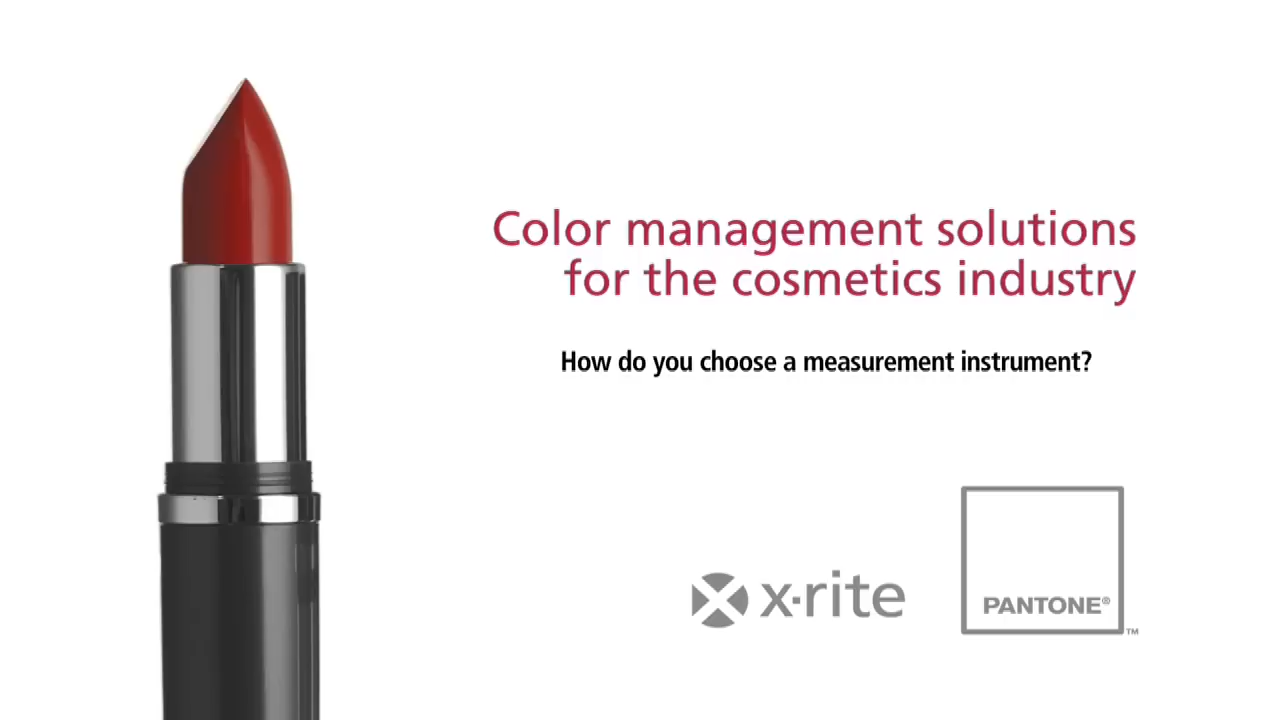 Color management solutions
for the cosmetics industry
How do you choose a measurement instrument?
x·rite
PANTONE®
™